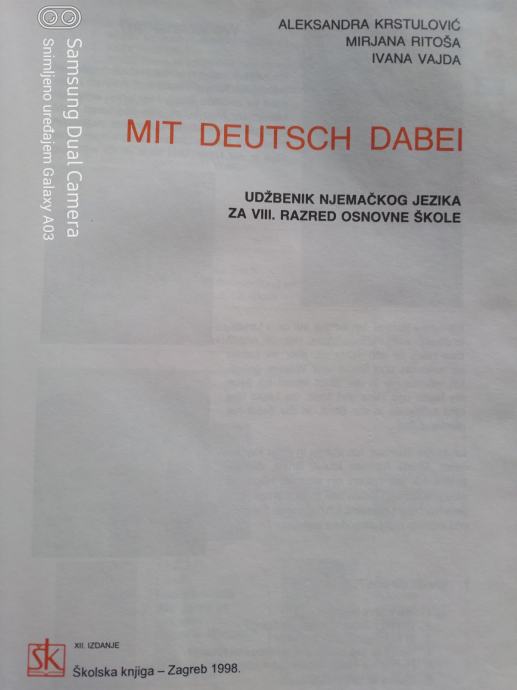 ALEKSANDRA KRSTULOVIĆ
MIRJANA RITOŠA
IVANA VAJDA
MIT DEUTSCH DABEI
UDŽBENIK NJEMAČKOG JEZIKA
ZA VIII. RAZRED OSNOVNE ŠKOLE
XII. IZDANJE
šk
Školska knjiga – Zagreb 1998.
Samsung Dual Camera
Snimljeno uređajem Galaxy A03